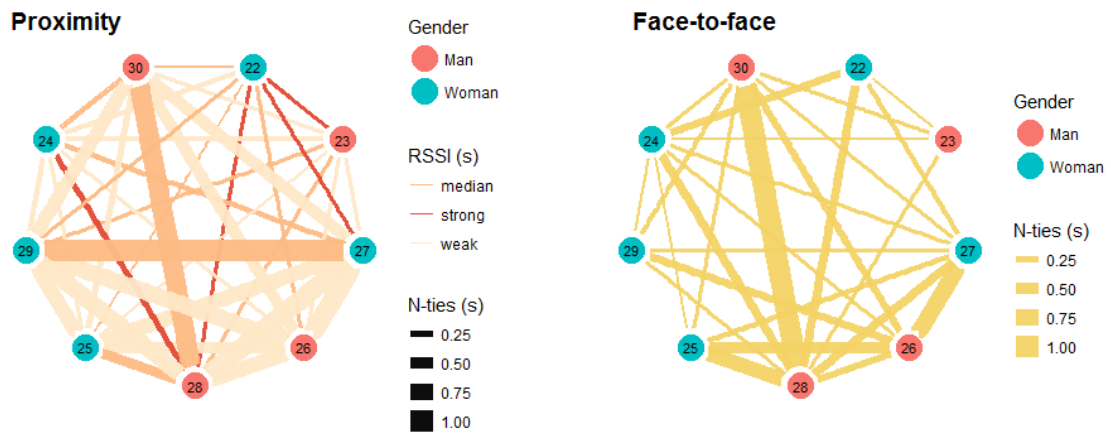 Proximity
30
22
24
23
29
27
25
26
28
Gender
Man
Woman
RSSI (s)
median
strong
weak
N-ties (s)
0.25
0.50
0.75
1.00
Face-to-face
30
22
24
23
29
27
25
26
28
Gender
Man
Woman
N-ties (s)
0.25
0.50
0.75
1.00